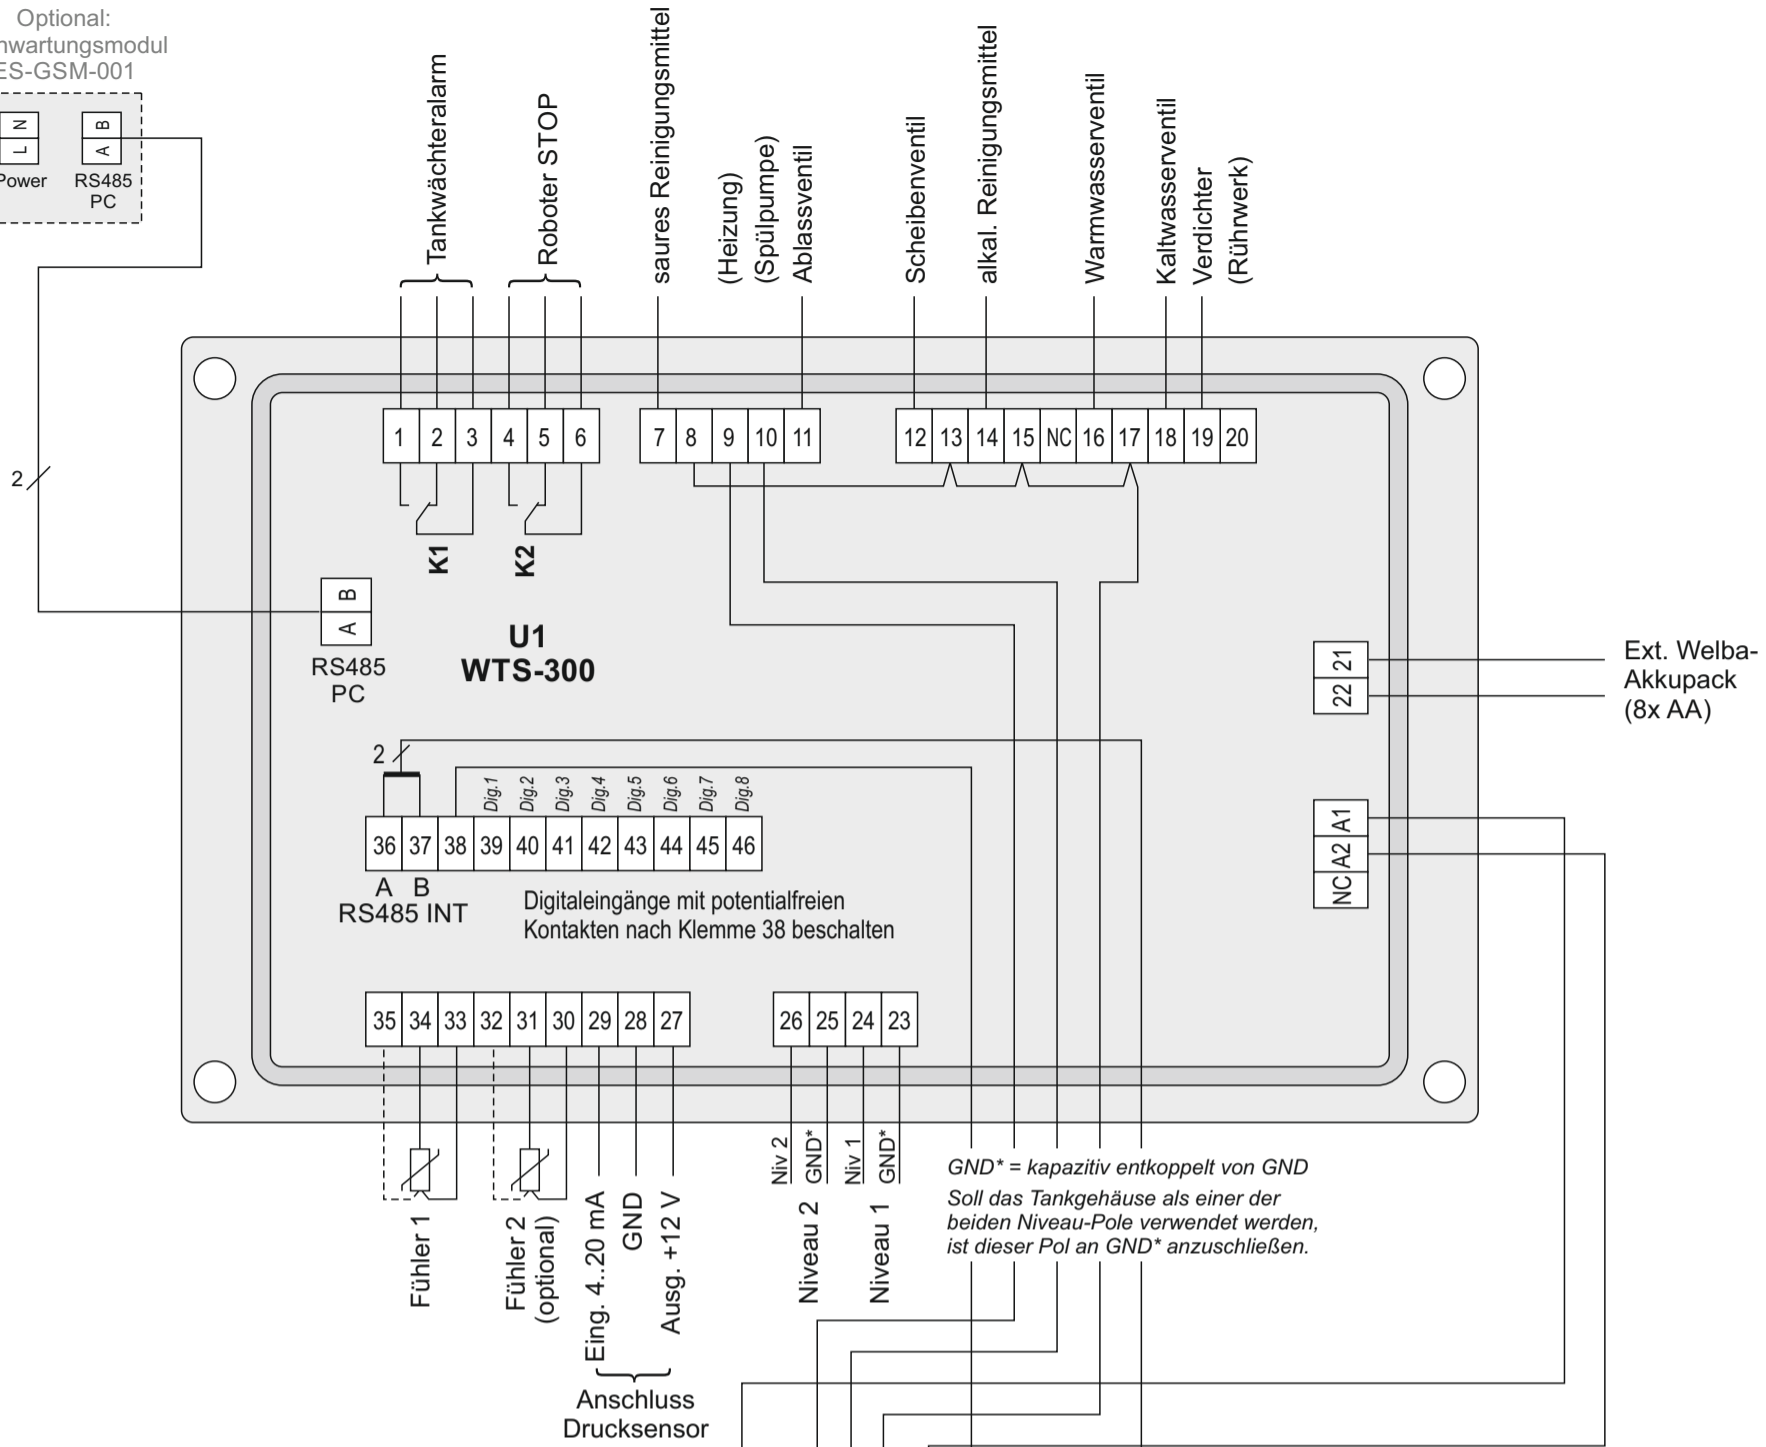 Optional:
nwartungsmodul
ES-GSM-001
N
L
B
A
Power
RS485
PC
Tankwächteralarm
Roboter STOP
saures Reinigungsmittel
(Heizung)
(Spülpumpe)
Ablassventil
Scheibenventil
alkal. Reinigungsmittel
Warmwasserventil
Kaltwasserventil
Verdichter
(Rührwerk)
1 2 3 4 5 6
7 8 9 10 11
12 13 14 15 NC 16 17 18 19 20
2
K1
K2
B
A
RS485
PC
U1
WTS-300
21
22
Ext. Welba-
Akkupack
(8x AA)
2
Dig.1 Dig.2 Dig.3 Dig.4 Dig.5 Dig.6 Dig.7 Dig.8
36 37 38 39 40 41 42 43 44 45 46
A B
RS485 INT
Digitaleingänge mit potentialfreien
Kontakten nach Klemme 38 beschalten
A1
A2
NC
35 34 33 32 31 30 29 28 27
26 25 24 23
Niv 2
GND*
Niv 1
GND*
Niveau 2
Niveau 1
GND* = kapazitiv entkoppelt von GND
Soll das Tankgehäuse als einer der
beiden Niveau-Pole verwendet werden,
ist dieser Pol an GND* anzuschließen.
Fühler 1
Fühler 2
(optional)
Eing. 4..20 mA
GND
Ausg. +12 V
Anschluss
Drucksensor